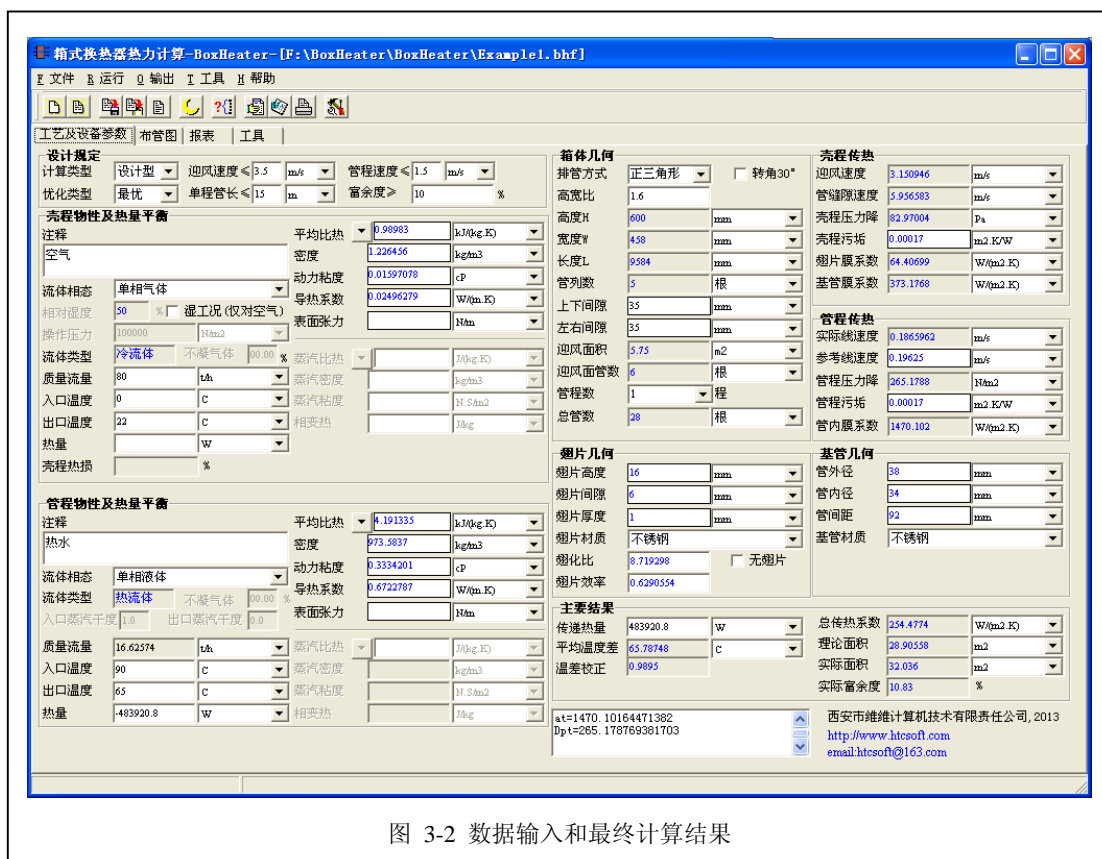 箱式换热器热力计算-BoxHeater-[F:\BoxHeater\BoxHeater\Example1.bhf]
F 文件 R 运行 O 输出 T 工具 H 帮助
工艺及设备参数 布管图 报表 工具
设计规定
计算类型 设计型 迎风速度≤ 3.5 m/s 管程速度≤ 1.5 m/s
优化类型 最优 单程管长≤ 15 m 富余度≥ 10 %
壳程物性及热量平衡
注释
空气
平均比热 0.98983 kJ/(kg.K)
密度 1.226456 kg/m3
动力粘度 0.01597078 cP
导热系数 0.02496279 W/(m.K)
表面张力 N/m
流体相态 单相气体
相对湿度 50 % 湿工况(仅对空气)
操作压力 100000 N/m2
流体类型 冷流体 不凝气体 00.00 %
质量流量 80 t/h
入口温度 0 C
出口温度 22 C
热量 W
壳程热损 %
蒸汽比热 J/(kg.K)
蒸汽密度 kg/m3
蒸汽粘度 N.S/m2
相变热 J/kg
管程物性及热量平衡
注释
热水
平均比热 4.191335 kJ/(kg.K)
密度 973.5837 kg/m3
动力粘度 0.3334201 cP
导热系数 0.6722787 W/(m.K)
表面张力 N/m
流体相态 单相液体
流体类型 热流体 不凝气体 00.00 %
入口蒸汽干度 1.0 出口蒸汽干度 0.0
质量流量 16.62574 t/h
入口温度 90 C
出口温度 65 C
热量 -483920.8 W
蒸汽比热 J/(kg.K)
蒸汽密度 kg/m3
蒸汽粘度 N.S/m2
相变热 J/kg
箱体几何
排管方式 正三角形 转角30°
高宽比 1.6
高度H 600 mm
宽度W 458 mm
长度L 9584 mm
管列数 5 根
上下间隙 35 mm
左右间隙 35 mm
迎风面积 5.75 m2
迎风面管数 6 根
管程数 1 程
总管数 28 根
壳程传热
迎风速度 3.150946 m/s
管缝隙速度 5.956583 m/s
壳程压力降 82.97004 Pa
壳程污垢 0.00017 m2.K/W
翅片膜系数 64.40699 W/(m2.K)
基管膜系数 373.1768 W/(m2.K)
管程传热
实际线速度 0.1865962 m/s
参考线速度 0.19625 m/s
管程压力降 265.1788 N/m2
管程污垢 0.00017 m2.K/W
管内膜系数 1470.102 W/(m2.K)
翅片几何
翅片高度 16 mm
翅片间隙 6 mm
翅片厚度 1 mm
翅片材质 不锈钢
翅化比 8.719298 无翅片
翅片效率 0.6290554
基管几何
管外径 38 mm
管内径 34 mm
管间距 92 mm
基管材质 不锈钢
主要结果
传递热量 483920.8 W
平均温度差 65.78748 C
温差校正 0.9895
总传热系数 254.4774 W/(m2.K)
理论面积 28.90558 m2
实际面积 32.036 m2
实际富余度 10.83 %
at=1470.10164471382
Dpt=265.178769381703
西安市维维计算机技术有限责任公司, 2013
http://www.htcsoft.com
email:htcsoft@163.com
图 3-2 数据输入和最终计算结果